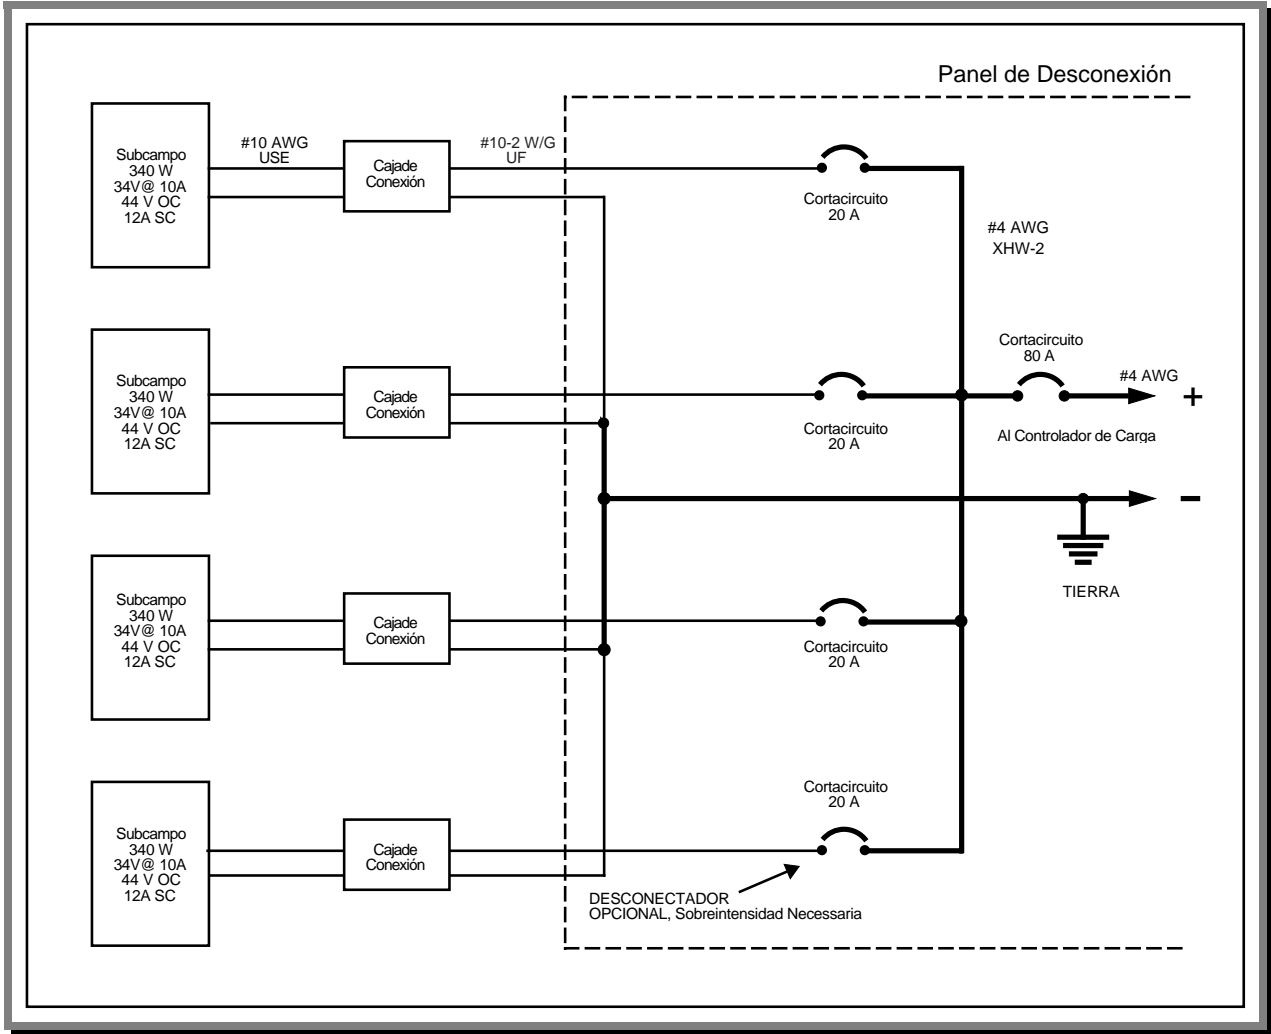 Panel de Desconexión
Subcampo
340 W
34V@ 10A
44 V OC
12A SC
#10 AWG
USE
Cajade
Conexión
#10-2 W/G
UF
Cortacircuito
20 A
#4 AWG
XHW-2
Subcampo
340 W
34V@ 10A
44 V OC
12A SC
Cajade
Conexión
Cortacircuito
20 A
Cortacircuito
80 A
#4 AWG
+
Al Controlador de Carga
−
TIERRA
Subcampo
340 W
34V@ 10A
44 V OC
12A SC
Cajade
Conexión
Cortacircuito
20 A
Subcampo
340 W
34V@ 10A
44 V OC
12A SC
Cajade
Conexión
Cortacircuito
20 A
DESCONECTADOR
OPCIONAL, Sobreintensidad Necessaria